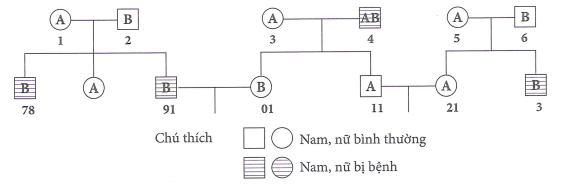 A B A AB A B
1 2 3 4 5 6
B A B B A A B
78 91 01 11 21 3
Chú thích
Nam, nữ bình thường
Nam, nữ bị bệnh